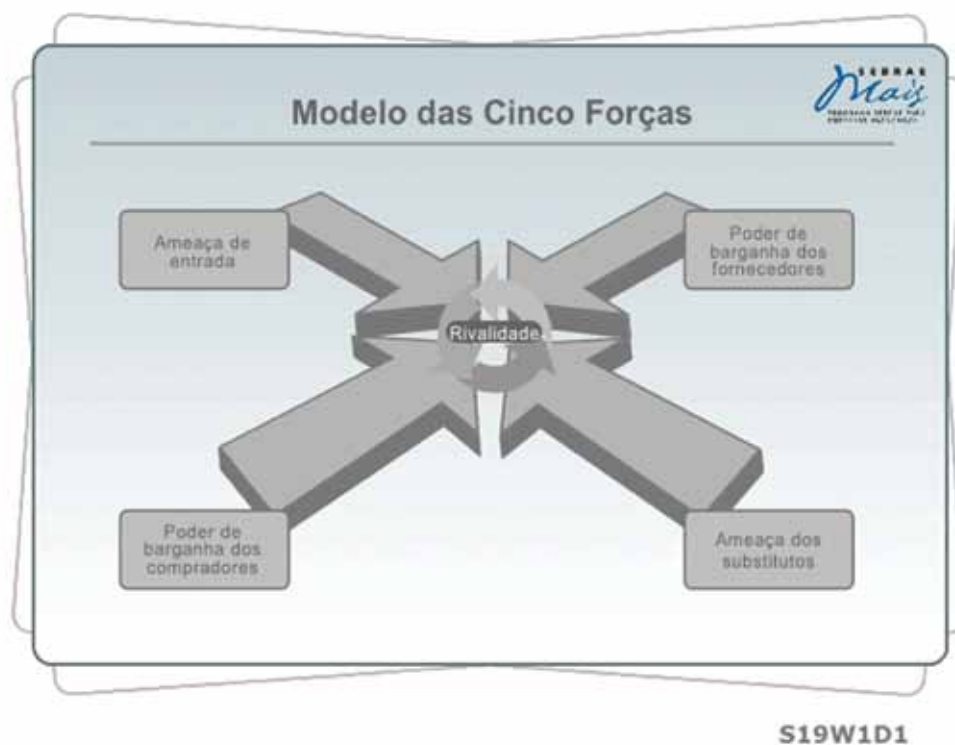 SEBRAE
Mais
Modelo das Cinco Forças
Ameaça de
entrada
Poder de
barganha dos
fornecedores
Rivalidade
Poder de
barganha dos
compradores
Ameaça dos
substitutos
S19W1D1